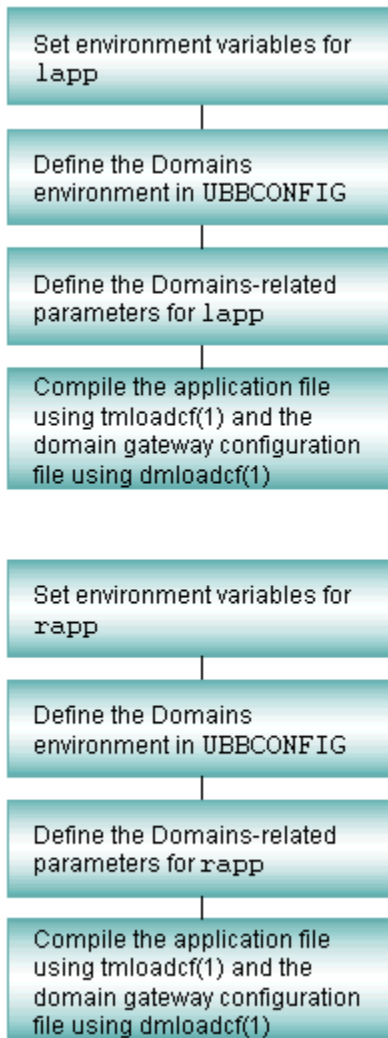 Set environment variables for
lapp
Define the Domains
environment in UBBCONFIG
Define the Domains-related
parameters for lapp
Compile the application file
using tmloadcf(1) and the
domain gateway configuration
file using dmloadcf(1)
Set environment variables for
rapp
Define the Domains
environment in UBBCONFIG
Define the Domains-related
parameters for rapp
Compile the application file
using tmloadcf(1) and the
domain gateway configuration
file using dmloadcf(1)